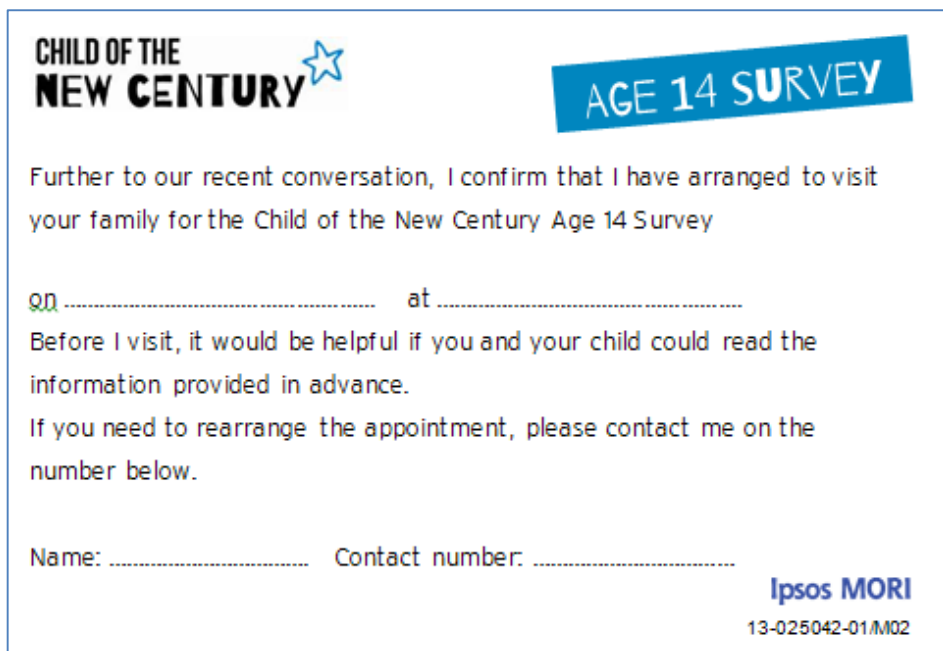 CHILD OF THE
NEW CENTURY
AGE 14 SURVEY
Further to our recent conversation, I confirm that I have arranged to visit
your family for the Child of the New Century Age 14 Survey
on ........................................................ at .......................................................
Before I visit, it would be helpful if you and your child could read the
information provided in advance.
If you need to rearrange the appointment, please contact me on the
number below.
Name: .................................... Contact number: ....................................
Ipsos MORI
13-025042-01/M02